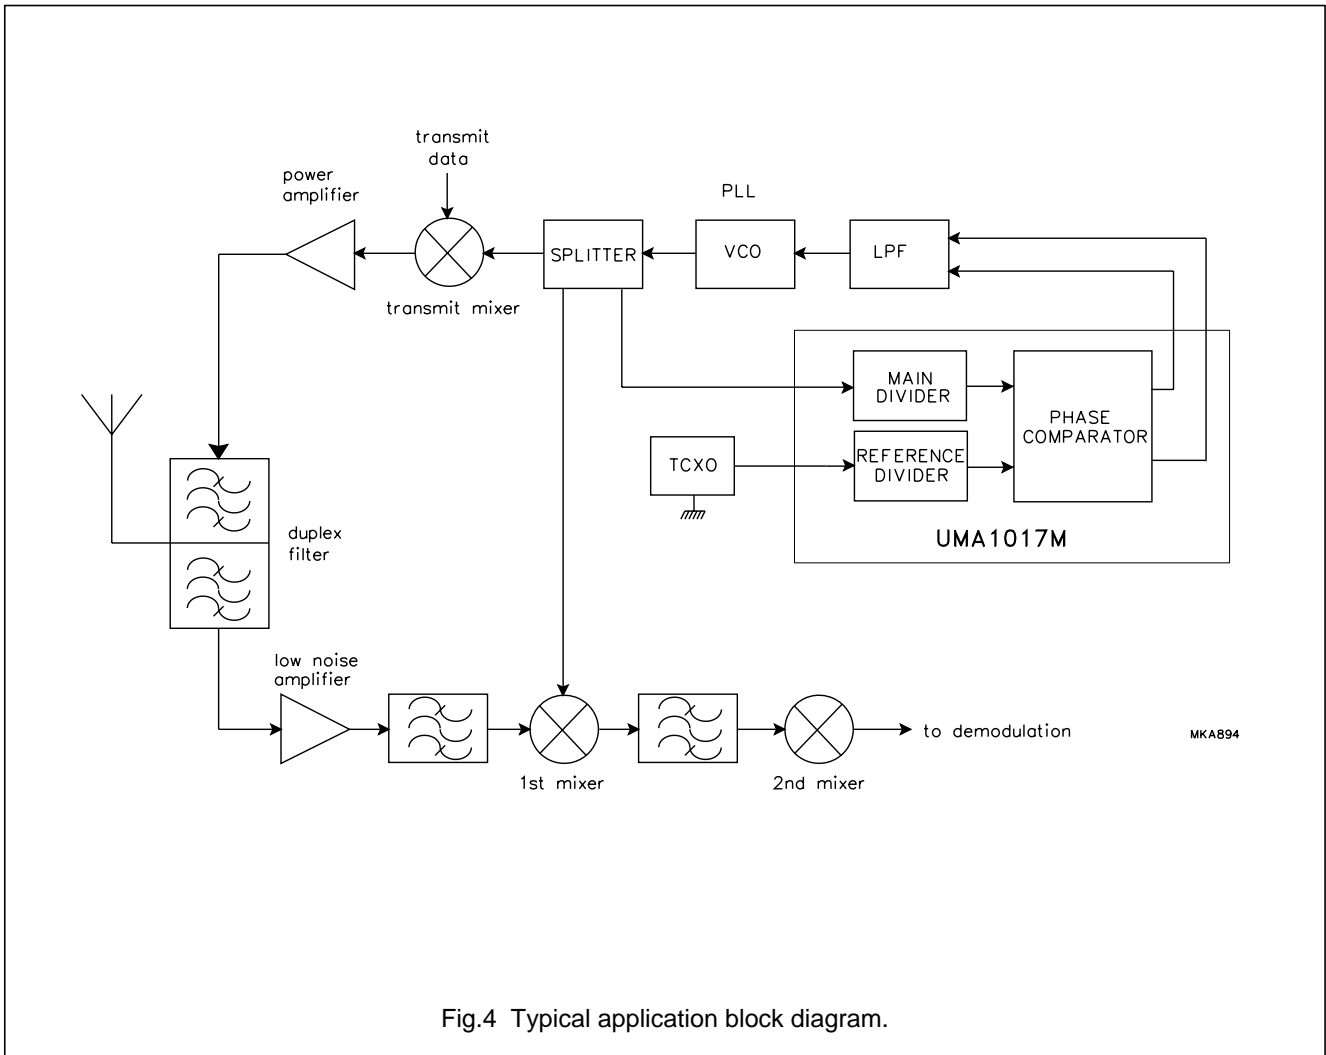 transmit
data
power
amplifier
PLL
SPLITTER
VCO
LPF
transmit mixer
MAIN
DIVIDER
PHASE
COMPARATOR
TCXO
REFERENCE
DIVIDER
UMA1017M
duplex
filter
low noise
amplifier
to demodulation
MKA894
1st mixer
2nd mixer
Fig.4 Typical application block diagram.